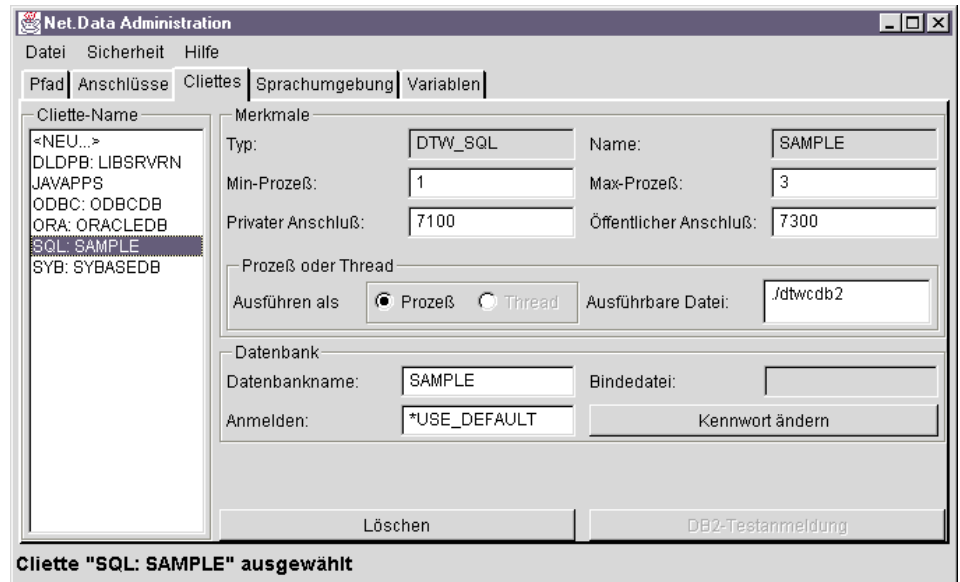 Net.Data Administration
Datei Sicherheit Hilfe
Pfad Anschlüsse Cliettes Sprachumgebung Variablen
Cliette-Name
<NEU...>
DLDPB: LIBSRVRN
JAVAPPS
ODBC: ODBCDB
ORA: ORACLEDB
SQL: SAMPLE
SYB: SYBASEDB
Merkmale
Typ: DTW_SQL Name: SAMPLE
Min-Prozeß: 1 Max-Prozeß: 3
Privater Anschluß: 7100 Öffentlicher Anschluß: 7300
Prozeß oder Thread
Ausführen als Prozeß Thread Ausführbare Datei: ./dtwcdb2
Datenbank
Datenbankname: SAMPLE Bindedatei:
Anmelden: *USE_DEFAULT Kennwort ändern
Löschen DB2-Testanmeldung
Cliette "SQL: SAMPLE" ausgewählt